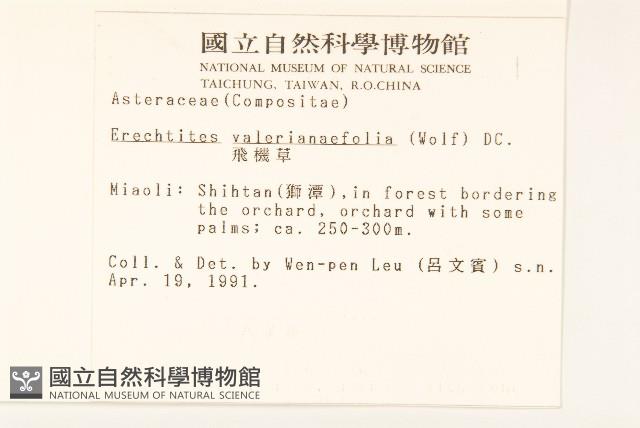 國立自然科學博物館
NATIONAL MUSEUM OF NATURAL SCIENCE
TAICHUNG, TAIWAN, R.O.CHINA
Asteraceae(Compositae)
Erechtites valerianaefolia (Wolf) DC.
飛機草
Miaoli: Shihtan(獅潭),in forest bordering
the orchard, orchard with some
palms; ca. 250-300m.
Coll. & Det. by Wen-pen Leu (呂文賓) s.n.
Apr. 19, 1991.
國立自然科學博物館
NATIONAL MUSEUM OF NATURAL SCIENCE